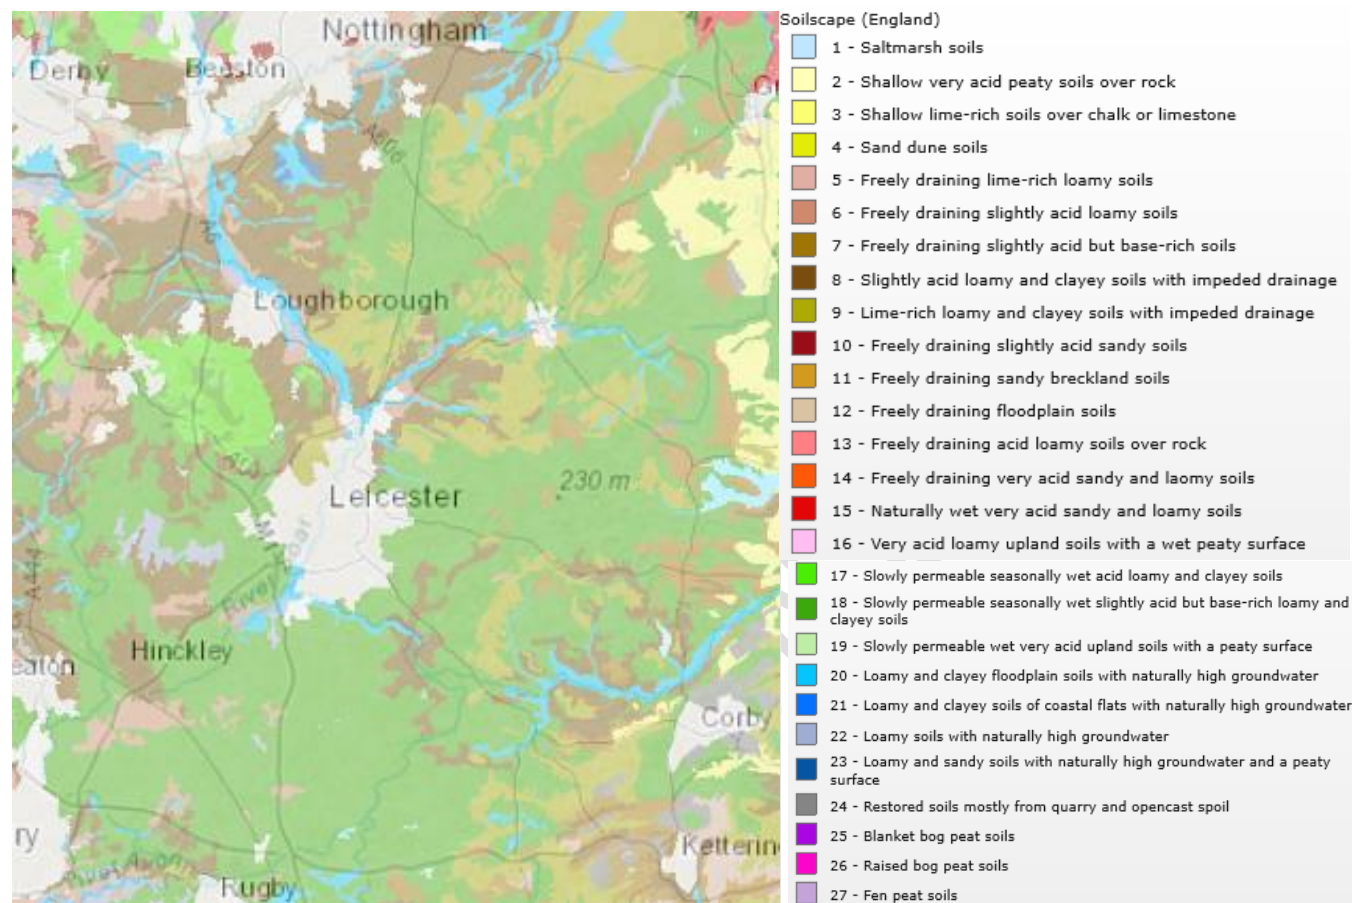 Nottingham
Derby
Beeston
A606
A6
Loughborough
230 m
Leicester
A444
River
Hinckley
eaton
Corby
ry
Kettering
River Avon
Rugby
Soilscape (England)
1 - Saltmarsh soils
2 - Shallow very acid peaty soils over rock
3 - Shallow lime-rich soils over chalk or limestone
4 - Sand dune soils
5 - Freely draining lime-rich loamy soils
6 - Freely draining slightly acid loamy soils
7 - Freely draining slightly acid but base-rich soils
8 - Slightly acid loamy and clayey soils with impeded drainage
9 - Lime-rich loamy and clayey soils with impeded drainage
10 - Freely draining slightly acid sandy soils
11 - Freely draining sandy breckland soils
12 - Freely draining floodplain soils
13 - Freely draining acid loamy soils over rock
14 - Freely draining very acid sandy and laomy soils
15 - Naturally wet very acid sandy and loamy soils
16 - Very acid loamy upland soils with a wet peaty surface
17 - Slowly permeable seasonally wet acid loamy and clayey soils
18 - Slowly permeable seasonally wet slightly acid but base-rich loamy and
clayey soils
19 - Slowly permeable wet very acid upland soils with a peaty surface
20 - Loamy and clayey floodplain soils with naturally high groundwater
21 - Loamy and clayey soils of coastal flats with naturally high groundwater
22 - Loamy soils with naturally high groundwater
23 - Loamy and sandy soils with naturally high groundwater and a peaty
surface
24 - Restored soils mostly from quarry and opencast spoil
25 - Blanket bog peat soils
26 - Raised bog peat soils
27 - Fen peat soils